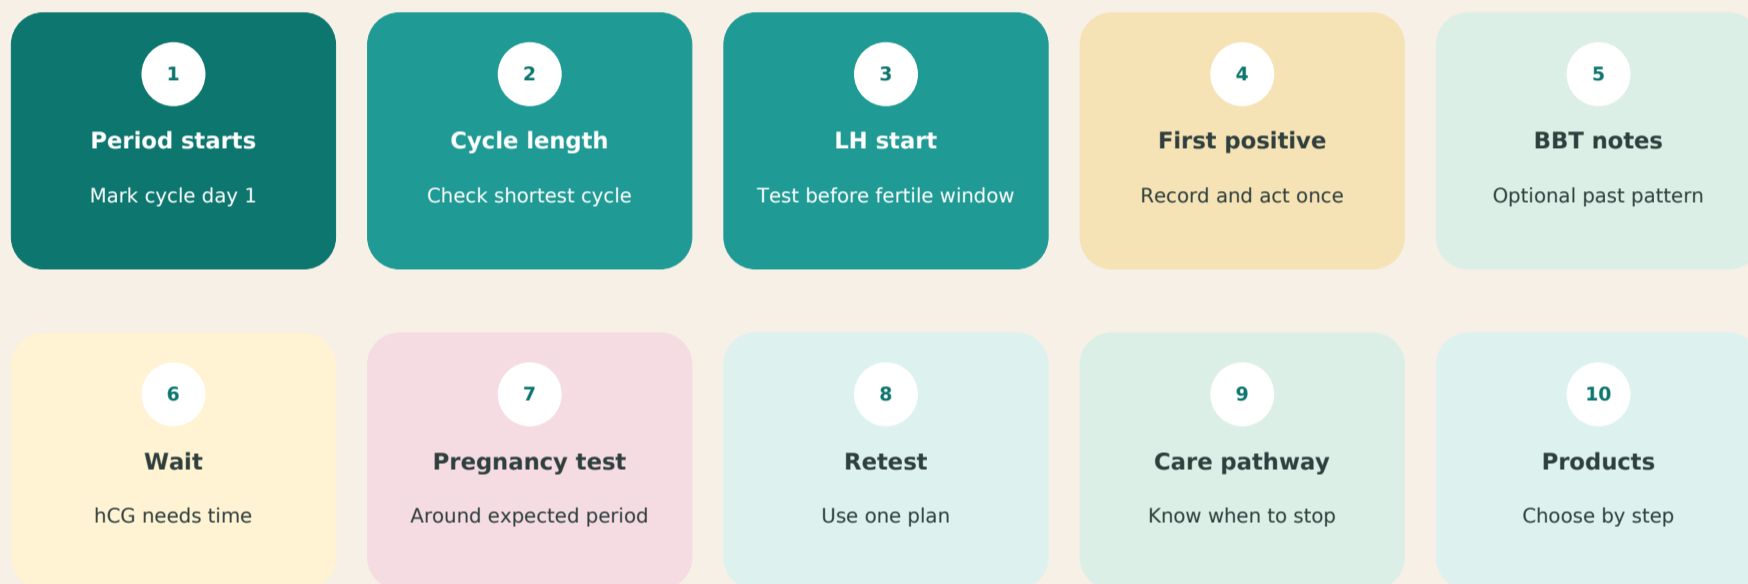 1
Period starts
Mark cycle day 1
2
Cycle length
Check shortest cycle
3
LH start
Test before fertile window
4
First positive
Record and act once
5
BBT notes
Optional past pattern
6
Wait
hCG needs time
7
Pregnancy test
Around expected period
8
Retest
Use one plan
9
Care pathway
Know when to stop
10
Products
Choose by step